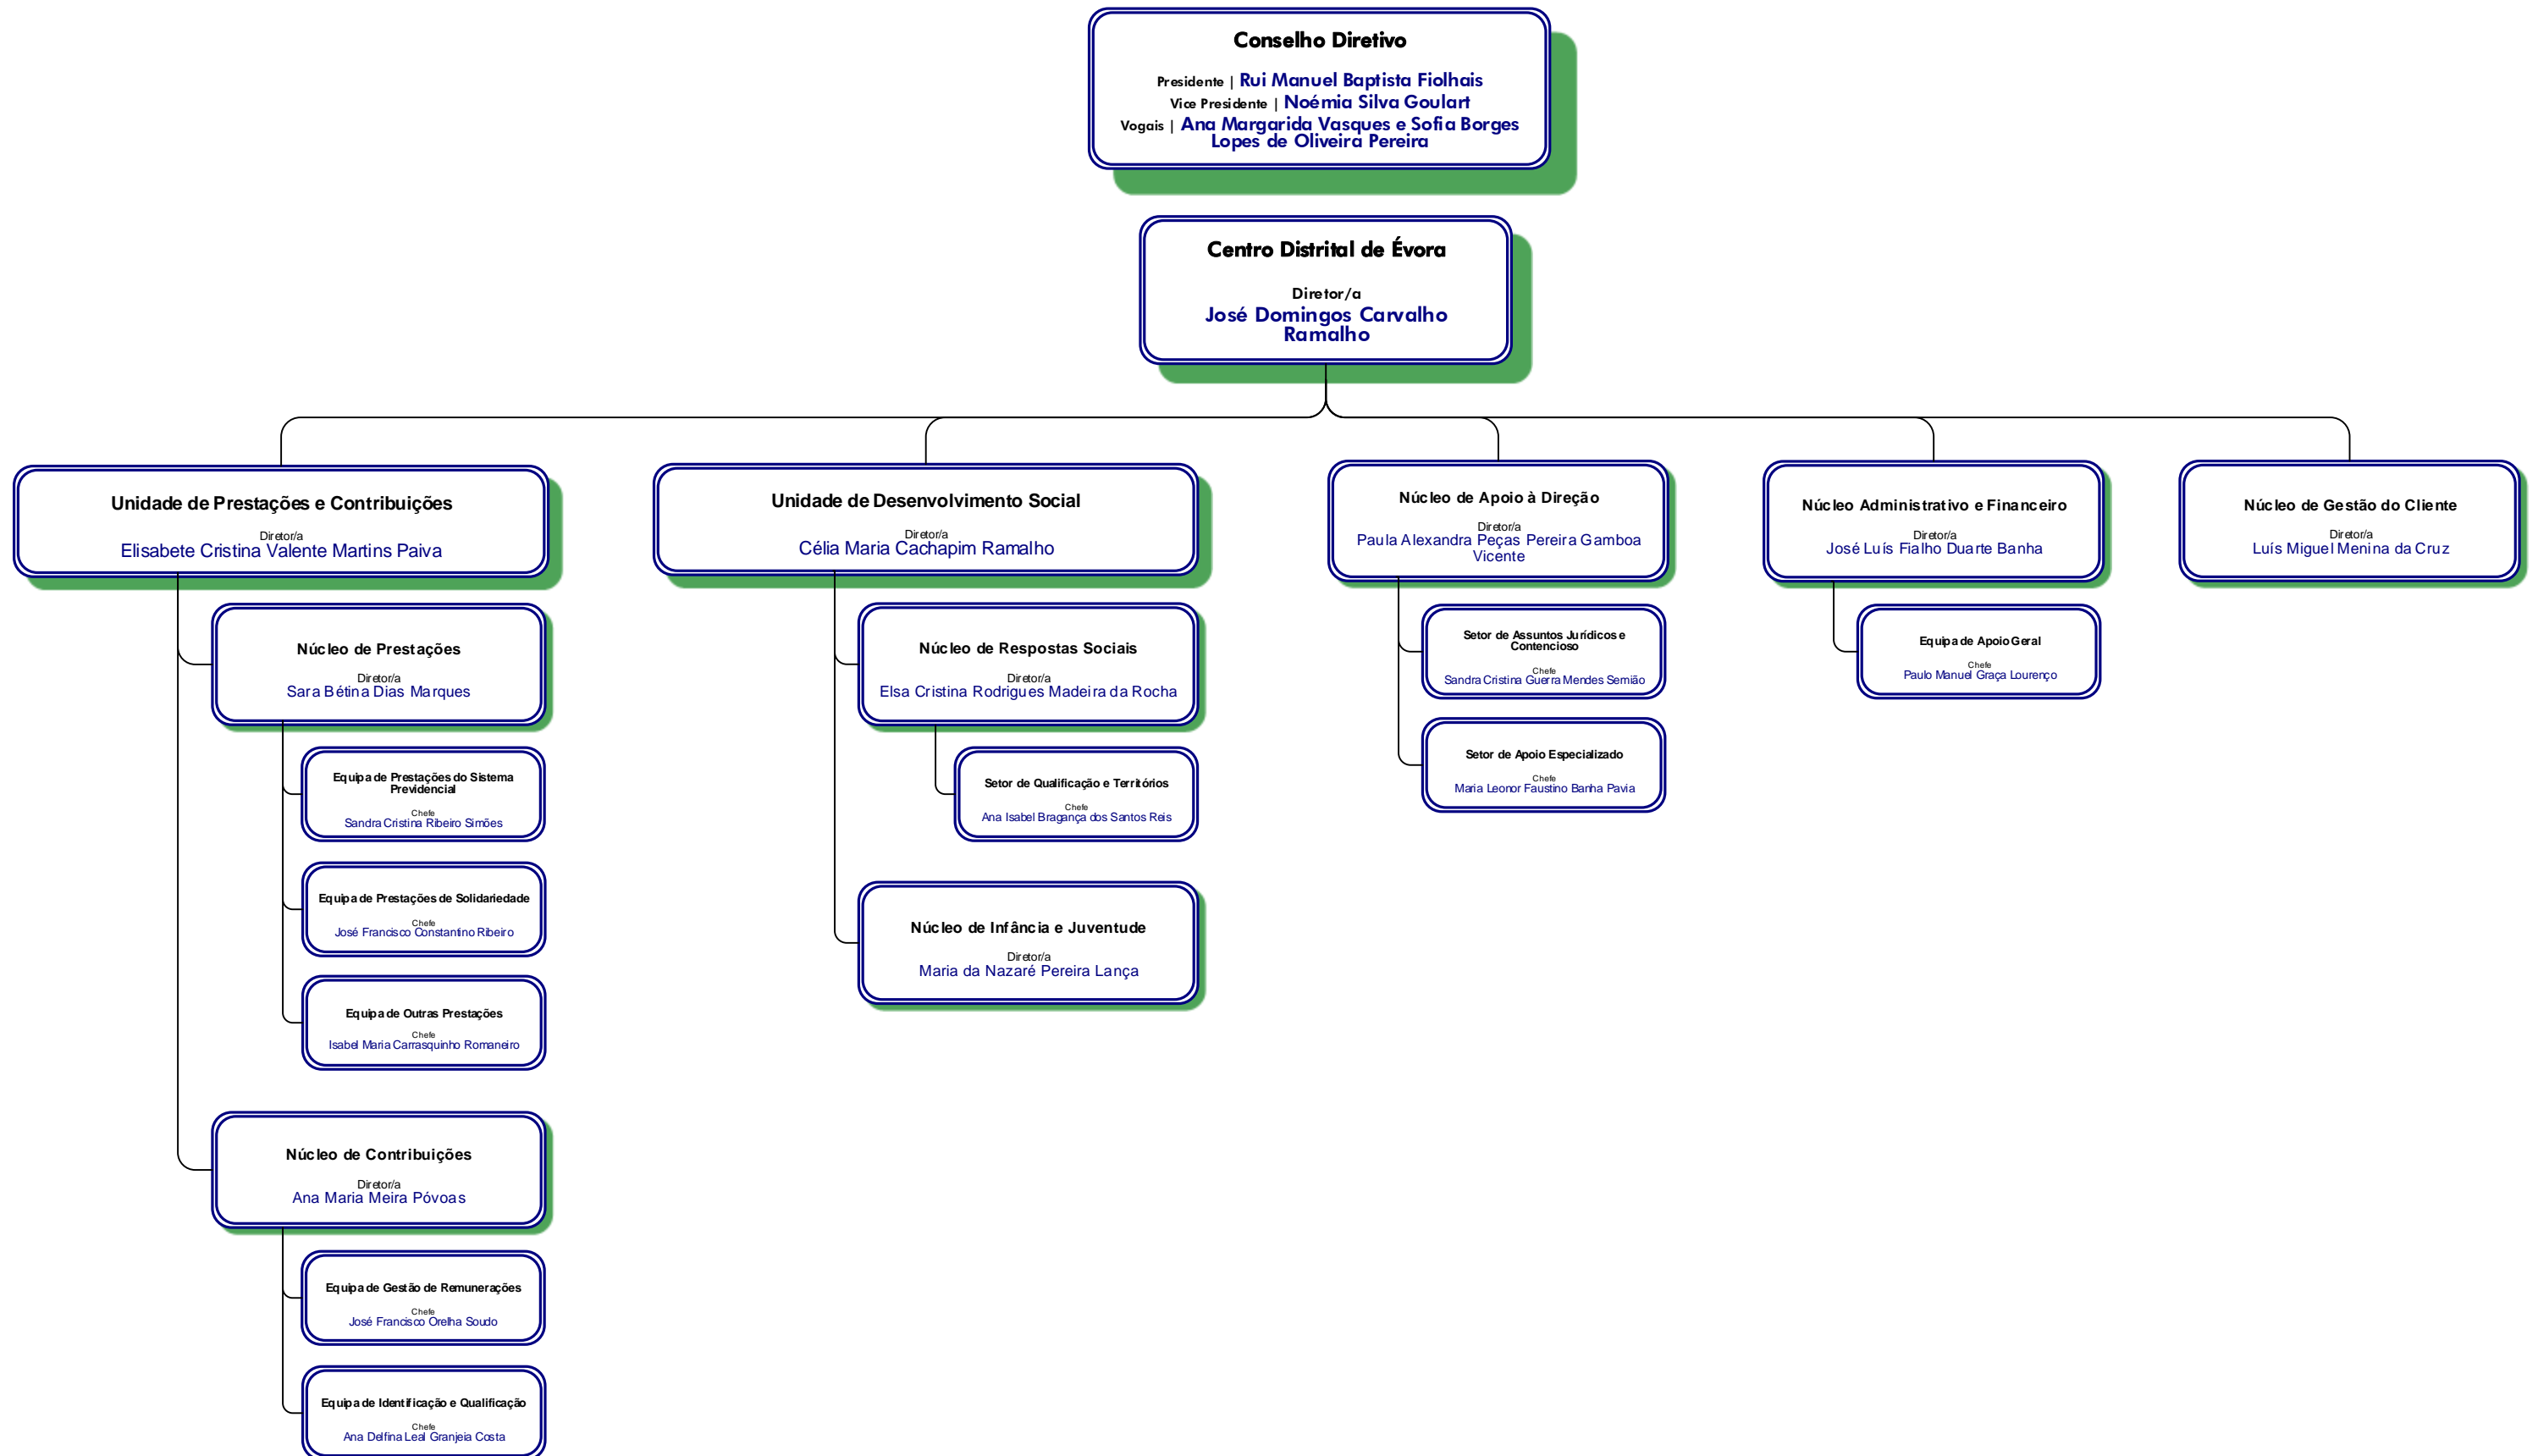 Conselho Diretivo
Presidente | Rui Manuel Baptista Fiolhais
Vice Presidente | Noémia Silva Goulart
Vogais | Ana Margarida Vasques e Sofia Borges
Lopes de Oliveira Pereira
Centro Distrital de Évora
Diretor/a
José Domingos Carvalho
Ramalho
Unidade de Prestações e Contribuições
Diretor/a
Elisabete Cristina Valente Martins Paiva
Núcleo de Prestações
Diretor/a
Sara Bétina Dias Marques
Equipa de Prestações do Sistema
Previdencial
Chefe
Sandra Cristina Ribeiro Simões
Equipa de Prestações de Solidariedade
Chefe
José Francisco Constantino Ribeiro
Equipa de Outras Prestações
Chefe
Isabel Maria Carrasquinho Romaneiro
Núcleo de Contribuições
Diretor/a
Ana Maria Meira Póvoas
Equipa de Gestão de Remunerações
Chefe
José Francisco Orelha Soudo
Equipa de Identificação e Qualificação
Chefe
Ana Delfina Leal Granjeia Costa
Unidade de Desenvolvimento Social
Diretor/a
Célia Maria Cachapim Ramalho
Núcleo de Respostas Sociais
Diretor/a
Elsa Cristina Rodrigues Madeira da Rocha
Setor de Qualificação e Territórios
Chefe
Ana Isabel Bragança dos Santos Reis
Núcleo de Infância e Juventude
Diretor/a
Maria da Nazaré Pereira Lança
Núcleo de Apoio à Direção
Diretor/a
Paula Alexandra Peças Pereira Gamboa
Vicente
Setor de Assuntos Jurídicos e
Contencioso
Chefe
Sandra Cristina Guerra Mendes Semião
Setor de Apoio Especializado
Chefe
Maria Leonor Faustino Banha Pavia
Núcleo Administrativo e Financeiro
Diretor/a
José Luís Fialho Duarte Banha
Equipa de Apoio Geral
Chefe
Paulo Manuel Graça Lourenço
Núcleo de Gestão do Cliente
Diretor/a
Luís Miguel Menina da Cruz